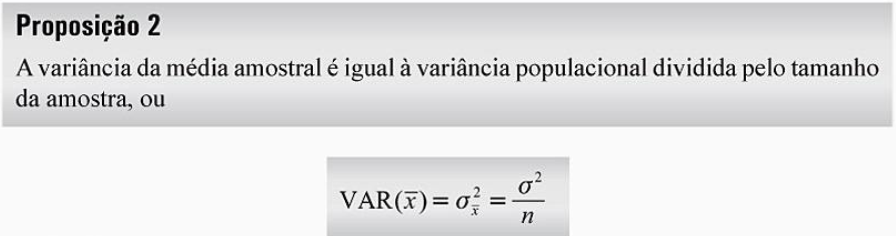 Proposição 2
A variância da média amostral é igual à variância populacional dividida pelo tamanho
da amostra, ou
VAR(x̅) = σ²_x̅ = σ²/n